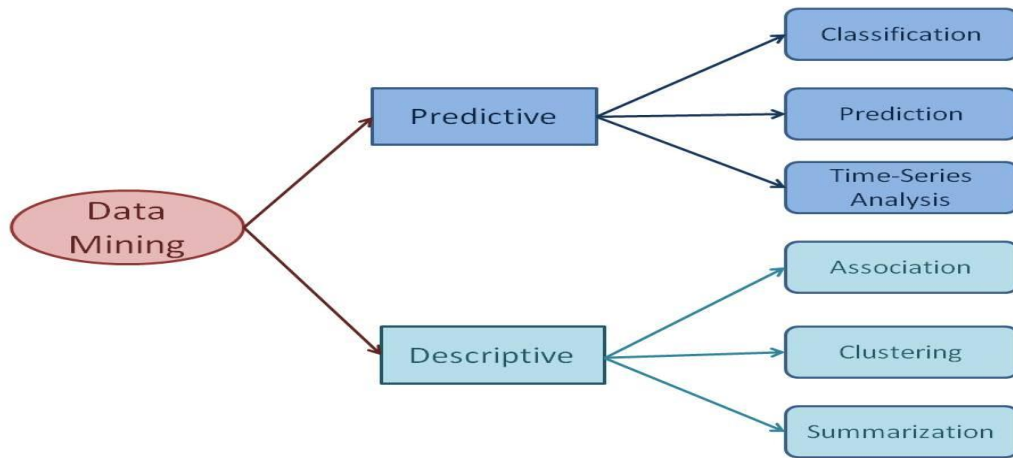 Data
Mining
Predictive
Classification
Prediction
Time-Series
Analysis
Descriptive
Association
Clustering
Summarization